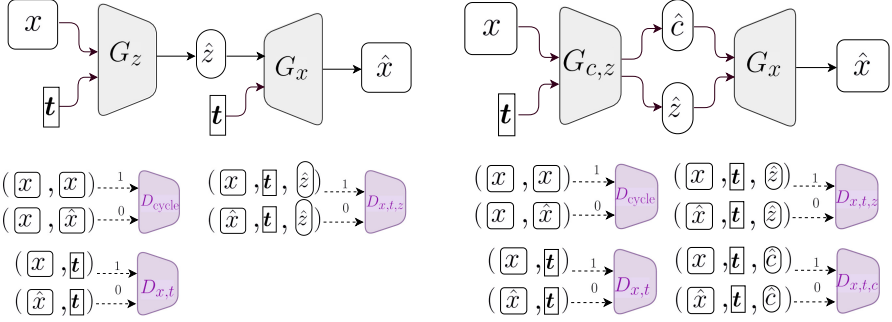 x G_z ẑ G_x x̂
t t
x G_{c,z} ĉ G_x x̂
t ẑ
(x, x) 1 D_cycle
(x, x̂) 0
(x, t, ẑ) 1 D_{x,t,z}
(x̂, t, ẑ) 0
(x, t) 1 D_{x,t}
(x̂, t) 0
(x, x) 1 D_cycle
(x, x̂) 0
(x, t, ẑ) 1 D_{x,t,z}
(x̂, t, ẑ) 0
(x, t) 1 D_{x,t}
(x̂, t) 0
(x, t, ĉ) 1 D_{x,t,c}
(x̂, t, ĉ) 0